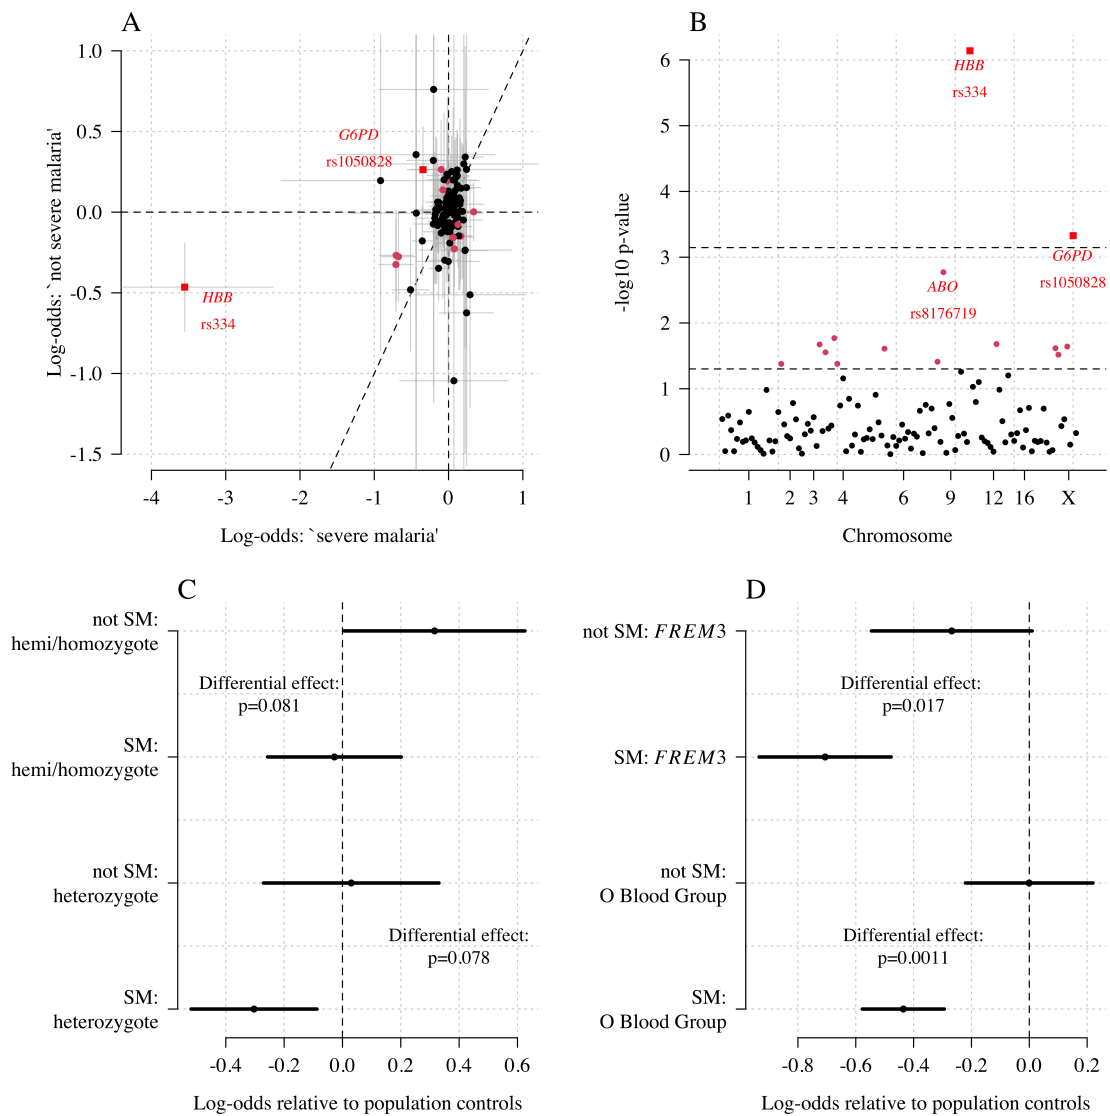 A
Log-odds: `not severe malaria'
1.0
0.5
0.0
-0.5
-1.0
-1.5
G6PD
rs1050828
HBB
rs334
-4
-3
-2
-1
0
1
Log-odds: `severe malaria'
B
-log10 p-value
6
5
4
3
2
1
0
HBB
rs334
G6PD
rs1050828
ABO
rs8176719
1
2
3
4
6
9
12
16
X
Chromosome
C
not SM:
hemi/homozygote
Differential effect:
p=0.081
SM:
hemi/homozygote
not SM:
heterozygote
Differential effect:
p=0.078
SM:
heterozygote
-0.4
-0.2
0.0
0.2
0.4
0.6
Log-odds relative to population controls
D
not SM: FREM3
Differential effect:
p=0.017
SM: FREM3
not SM:
O Blood Group
Differential effect:
p=0.0011
SM:
O Blood Group
-0.8
-0.6
-0.4
-0.2
0.0
0.2
Log-odds relative to population controls